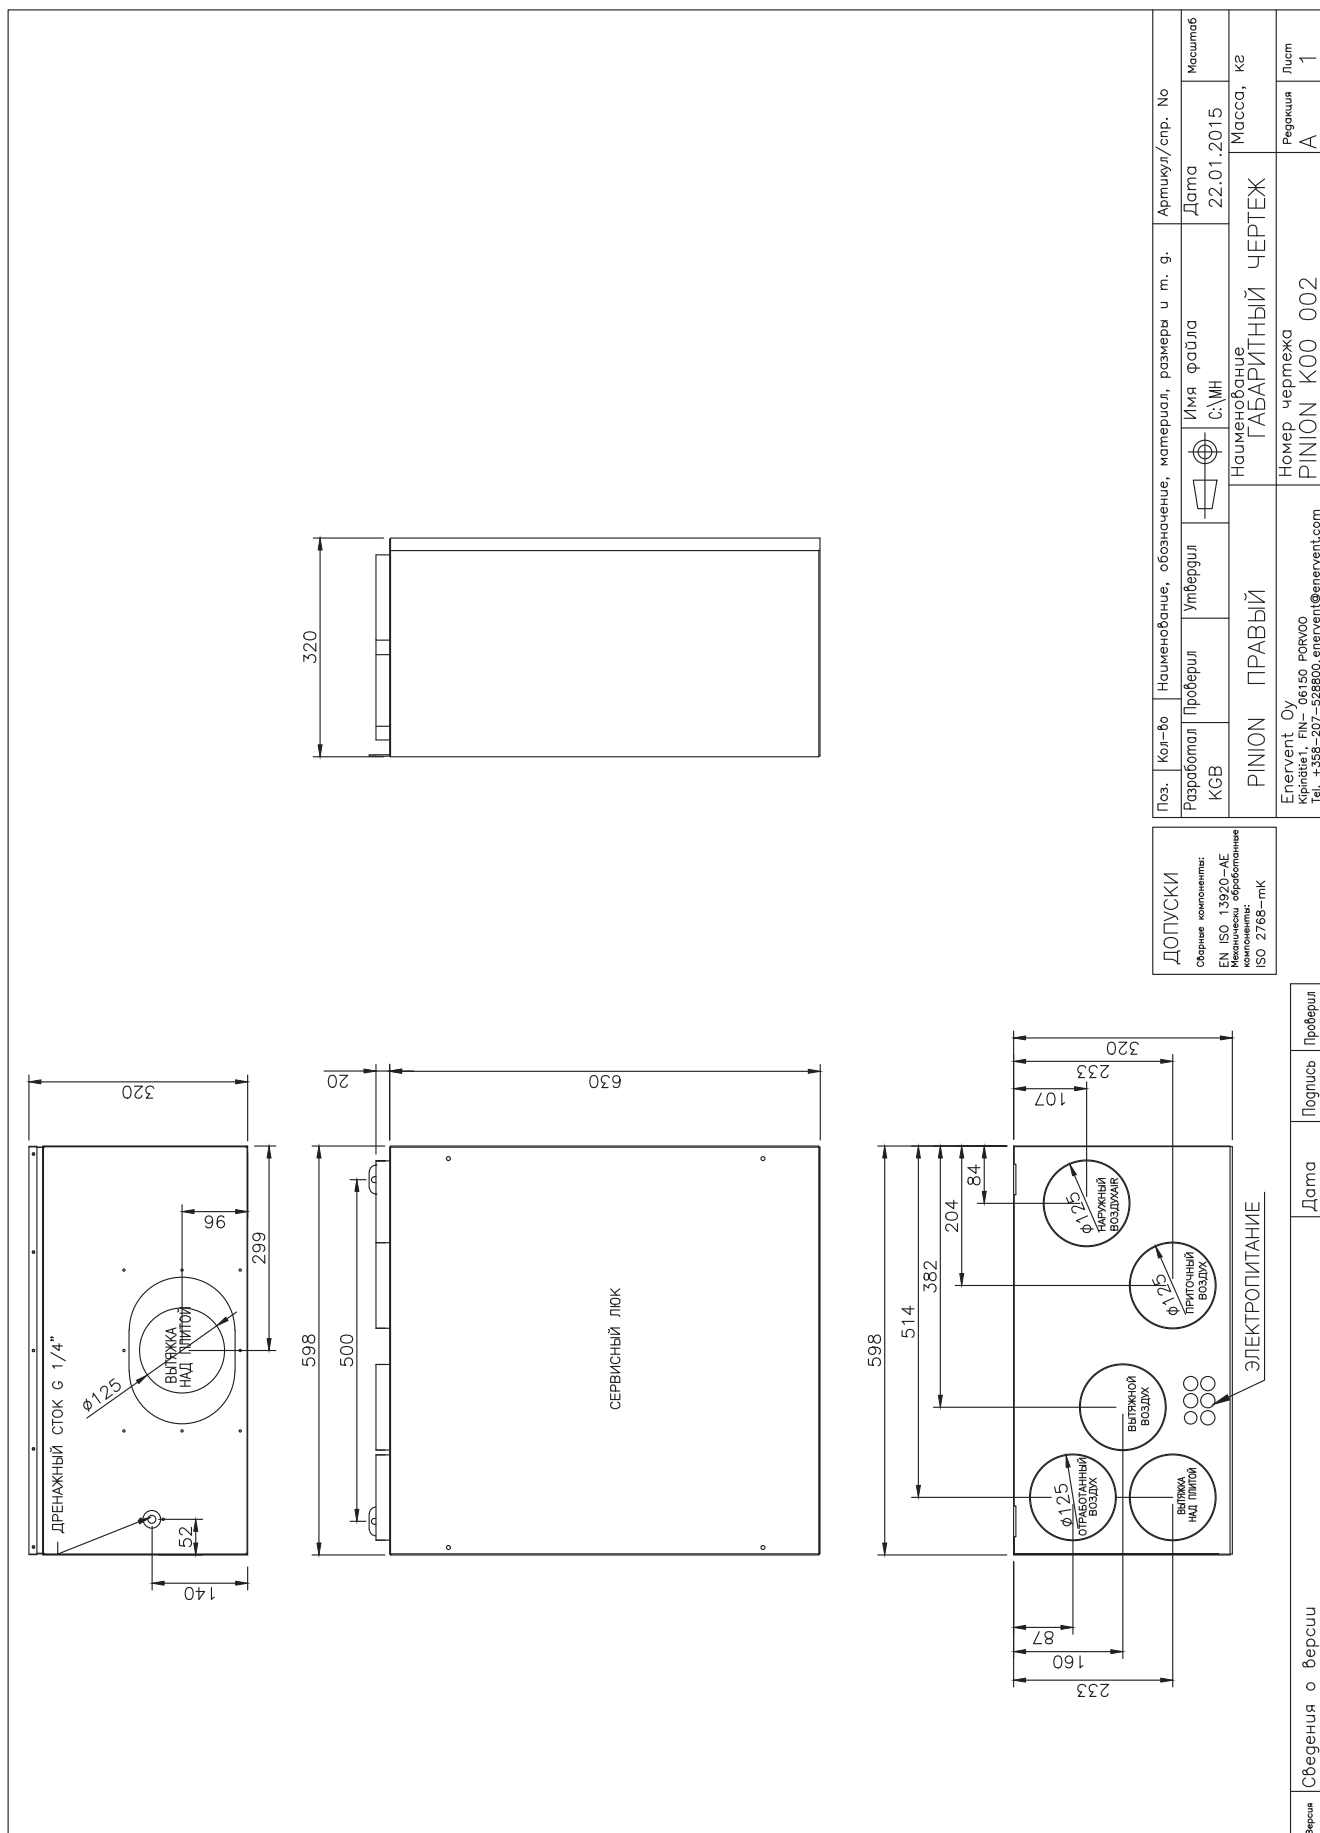 320
ДРЕНАЖНЫЙ СТОК G 1/4"
ø125
ВЫТЯЖКА
НАД ПЛИТОЙ
96
299
52
140
598
500
20
630
СЕРВИСНЫЙ ЛЮК
320
598
514
382
204
84
107
233
320
ϕ125
НАРУЖНЫЙ
ВОЗДУХAIR
ϕ125
ПРИТОЧНЫЙ
ВОЗДУХ
ВЫТЯЖНОЙ
ВОЗДУХ
ϕ125
ОТРАБОТАННЫЙ
ВОЗДУХ
ВЫТЯЖКА
НАД ПЛИТОЙ
ЭЛЕКТРОПИТАНИЕ
87
160
233
ДОПУСКИ
Сварные компоненты:
EN ISO 13920-AE
Механически обработанные
компоненты:
ISO 2768-mK
Поз. Кол-во Наименование, обозначение, материал, размеры и т. д. Артикул/спр. No
Разработал Проверил Утвердил Имя файла Дата Масштаб
KGB C:\MH 22.01.2015
PINION ПРАВЫЙ
Наименование Масса, кг
ГАБАРИТНЫЙ ЧЕРТЕЖ
Enervent Oy
Kipinätie1, FIN- 06150 PORVOO
Tel. +358-207-528800,enervent@enervent.com
Номер чертежа Редакция Лист
PINION K00 002 A 1
Версия Сведения о версии Дата Подпись Проверил